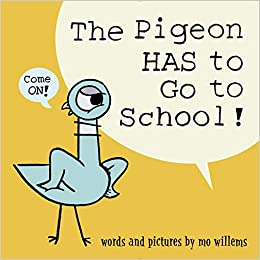 The Pigeon
HAS to
Go to
School!
Come
ON!
words and pictures by mo willems